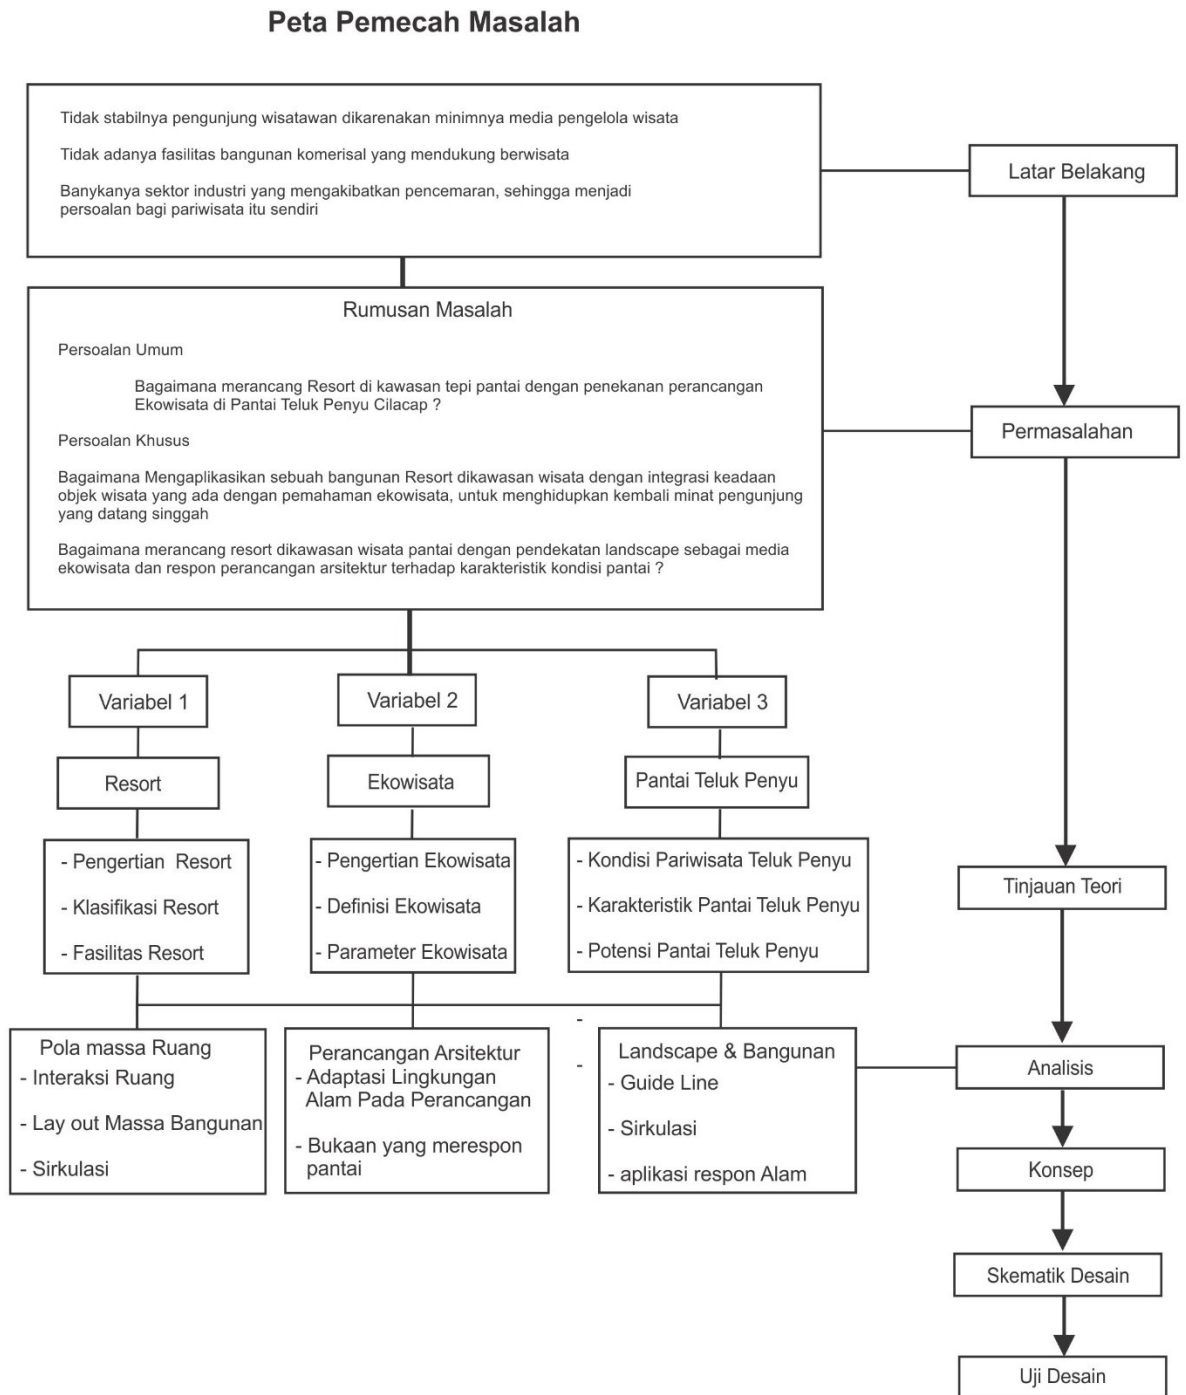 Peta Pemecah Masalah
Tidak stabilnya pengunjung wisatawan dikarenakan minimnya media pengelola wisata
Tidak adanya fasilitas bangunan komerisal yang mendukung berwisata
Banykanya sektor industri yang mengakibatkan pencemaran, sehingga menjadi
persoalan bagi pariwisata itu sendiri
Latar Belakang
Rumusan Masalah
Persoalan Umum
Bagaimana merancang Resort di kawasan tepi pantai dengan penekanan perancangan
Ekowisata di Pantai Teluk Penyu Cilacap ?
Persoalan Khusus
Bagaimana Mengaplikasikan sebuah bangunan Resort dikawasan wisata dengan integrasi keadaan
objek wisata yang ada dengan pemahaman ekowisata, untuk menghidupkan kembali minat pengunjung
yang datang singgah
Bagaimana merancang resort dikawasan wisata pantai dengan pendekatan landscape sebagai media
ekowisata dan respon perancangan arsitektur terhadap karakteristik kondisi pantai ?
Permasalahan
Variabel 1
Variabel 2
Variabel 3
Resort
Ekowisata
Pantai Teluk Penyu
- Pengertian Resort
- Klasifikasi Resort
- Fasilitas Resort
- Pengertian Ekowisata
- Definisi Ekowisata
- Parameter Ekowisata
- Kondisi Pariwisata Teluk Penyu
- Karakteristik Pantai Teluk Penyu
- Potensi Pantai Teluk Penyu
Tinjauan Teori
Pola massa Ruang
- Interaksi Ruang
- Lay out Massa Bangunan
- Sirkulasi
Perancangan Arsitektur
- Adaptasi Lingkungan
Alam Pada Perancangan
- Bukaan yang merespon
pantai
-
-
Landscape & Bangunan
- Guide Line
- Sirkulasi
- aplikasi respon Alam
Analisis
Konsep
Skematik Desain
Uji Desain